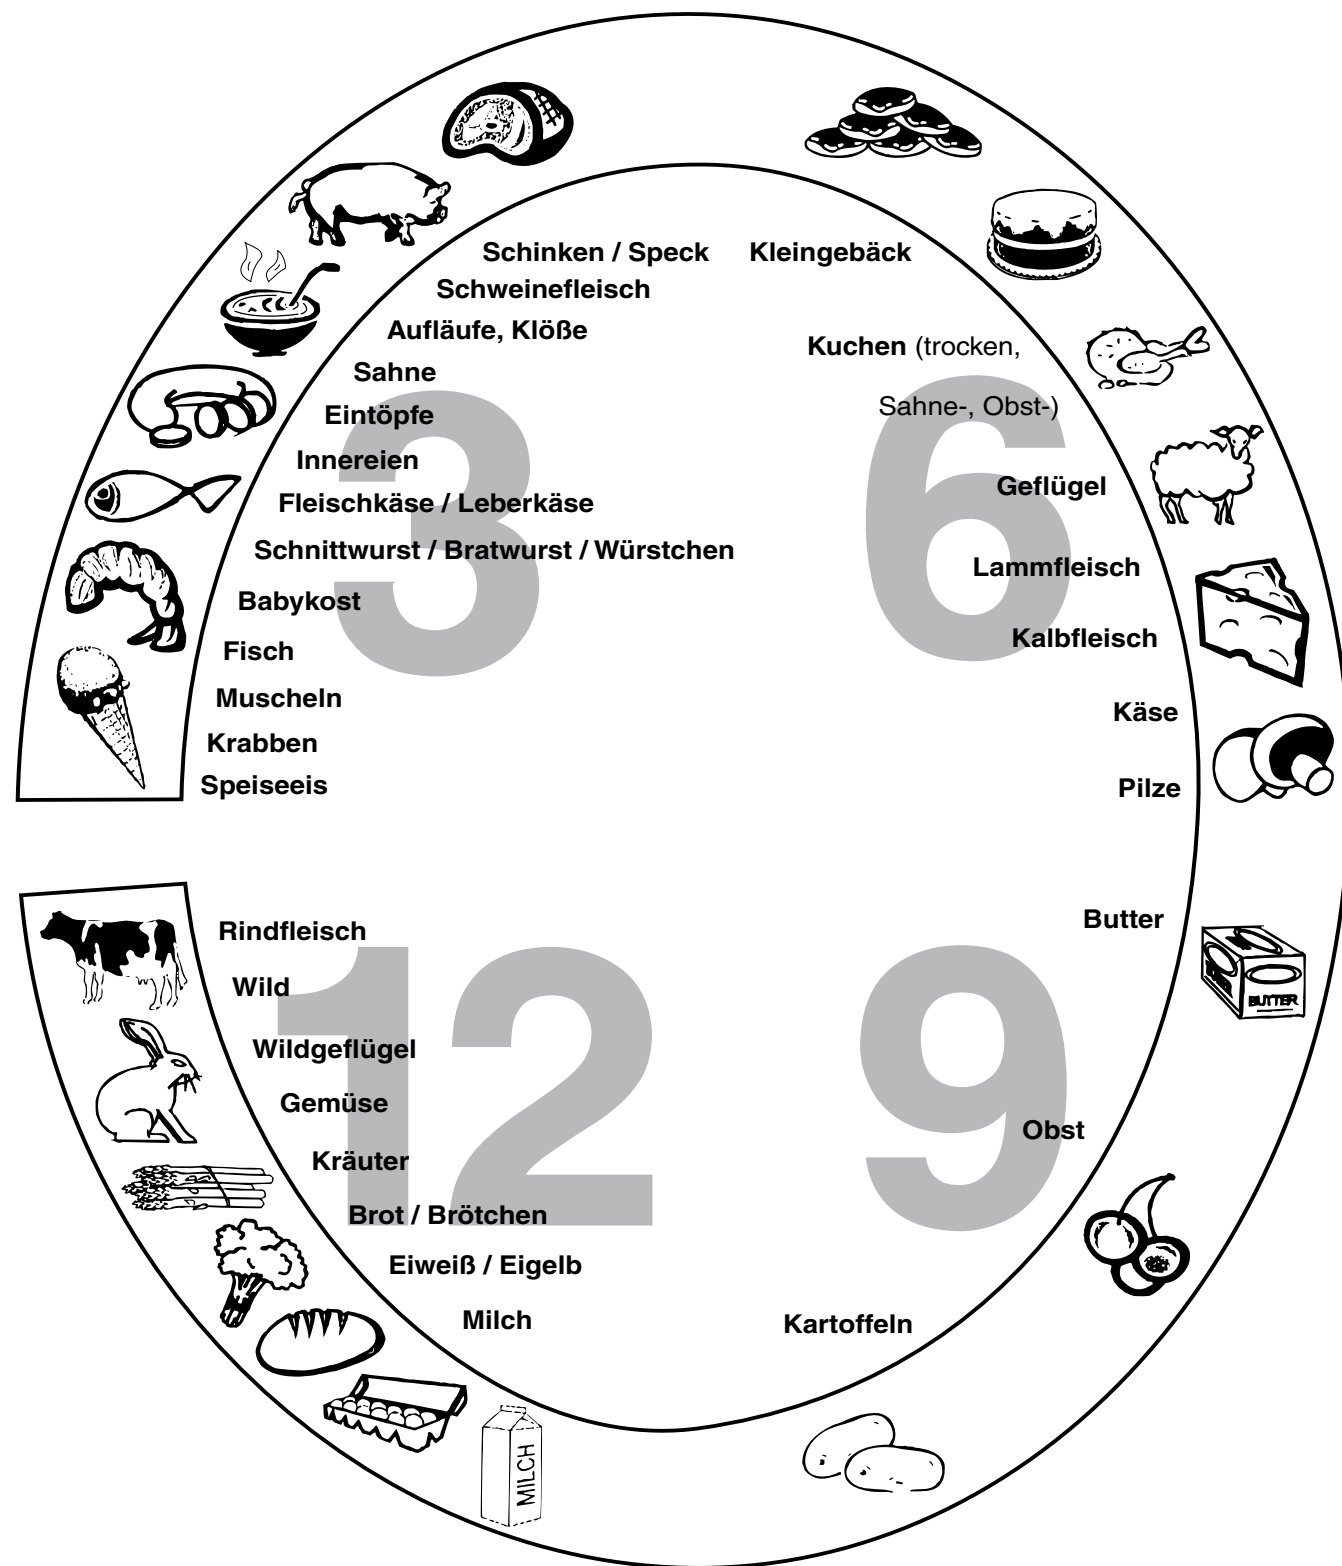 Schinken / Speck
Schweinefleisch
Aufläufe, Klöße
Sahne
Eintöpfe
Innereien
Fleischkäse / Leberkäse
Schnittwurst / Bratwurst / Würstchen
Babykost
Fisch
Muscheln
Krabben
Speiseeis
3
Kleingebäck
Kuchen (trocken,
Sahne-, Obst-)
Geflügel
Lammfleisch
Kalbfleisch
Käse
Pilze
6
Butter
BUTTER
Obst
Kartoffeln
9
Rindfleisch
Wild
Wildgeflügel
Gemüse
Kräuter
Brot / Brötchen
Eiweiß / Eigelb
Milch
MILCH
12